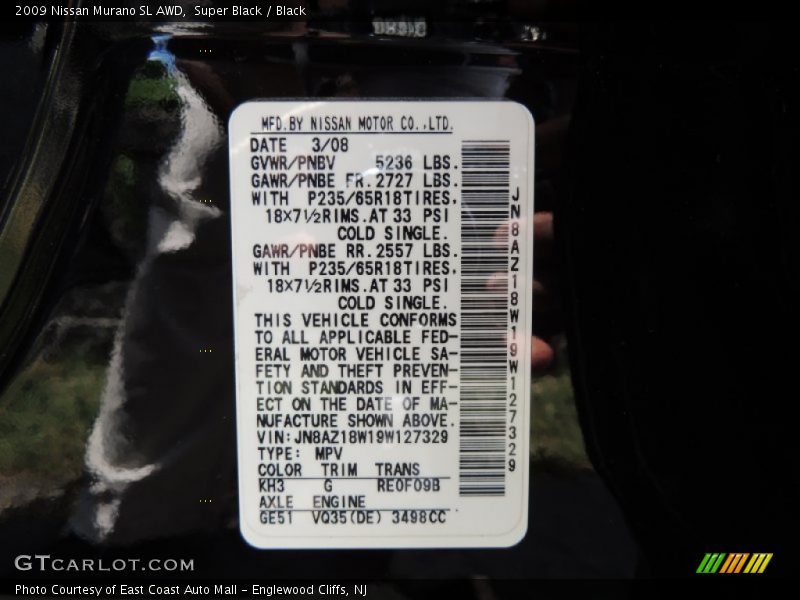 2009 Nissan Murano SL AWD,  Super Black / Black
MFD.BY NISSAN MOTOR CO.,LTD.
DATE 3/08
GVWR/PNBV 5236 LBS.
GAWR/PNBE FR.2727 LBS.
WITH P235/65R18TIRES.
18×7½RIMS.AT 33 PSI
COLD SINGLE.
GAWR/PNBE RR.2557 LBS.
WITH P235/65R18TIRES.
18×7½RIMS.AT 33 PSI
COLD SINGLE.
THIS VEHICLE CONFORMS
TO ALL APPLICABLE FED-
ERAL MOTOR VEHICLE SA-
FETY AND THEFT PREVEN-
TION STANDARDS IN EFF-
ECT ON THE DATE OF MA-
NUFACTURE SHOWN ABOVE.
VIN:JN8AZ18W19W127329
TYPE: MPV
COLOR TRIM TRANS
KH3 G RE0F09B
AXLE ENGINE
GE51 VQ35(DE) 3498CC
JN8AZ18W19W127329
GTCARLOT.COM
Photo Courtesy of East Coast Auto Mall - Englewood Cliffs, NJ